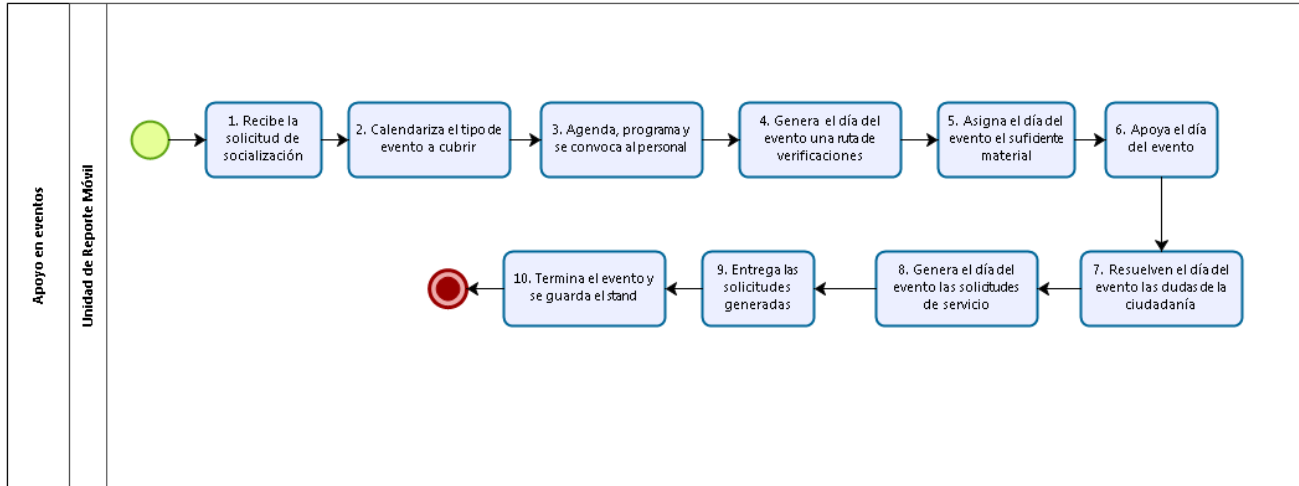 Apoyo en eventos
Unidad de Reporte Móvil
1. Recibe la
solicitud de
socialización
2. Calendariza el tipo de
evento a cubrir
3. Agenda, programa y
se convoca al personal
4. Genera el día del
evento una ruta de
verificaciones
5. Asigna el día del
evento el suficiente
material
6. Apoya el día
del evento
7. Resuelven el día del
evento las dudas de la
ciudadanía
8. Genera el día del
evento las solicitudes
de servicio
9. Entrega las
solicitudes
generadas
10. Termina el evento y
se guarda el stand